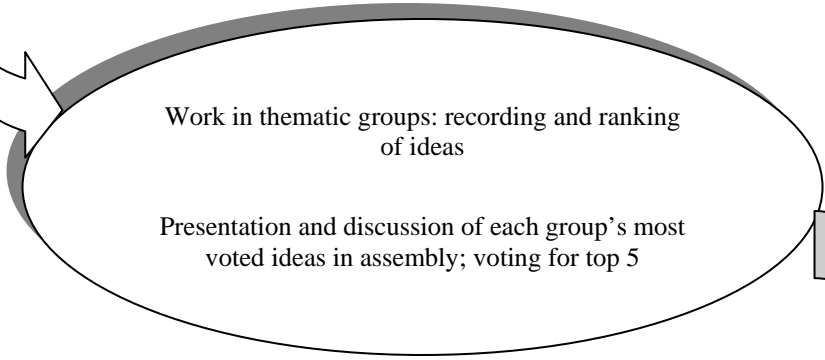 Work in thematic groups: recording and ranking
of ideas
Presentation and discussion of each group’s most
voted ideas in assembly; voting for top 5